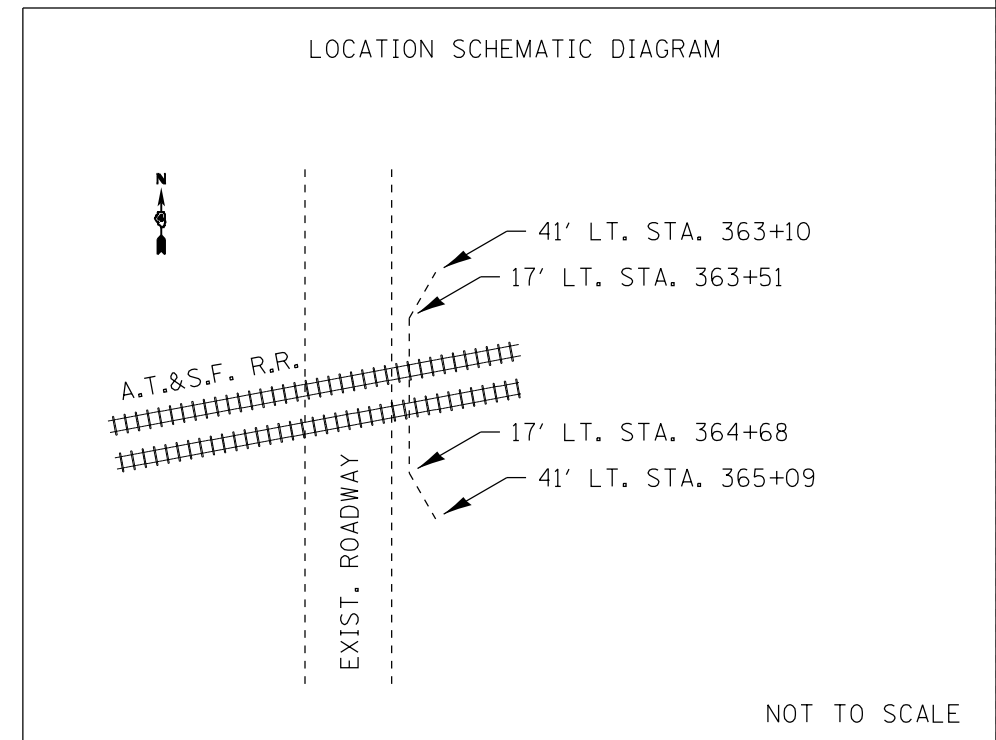 LOCATION SCHEMATIC DIAGRAM
N
41' LT. STA. 363+10
17' LT. STA. 363+51
A.T.&S.F. R.R.
17' LT. STA. 364+68
41' LT. STA. 365+09
EXIST. ROADWAY
NOT TO SCALE